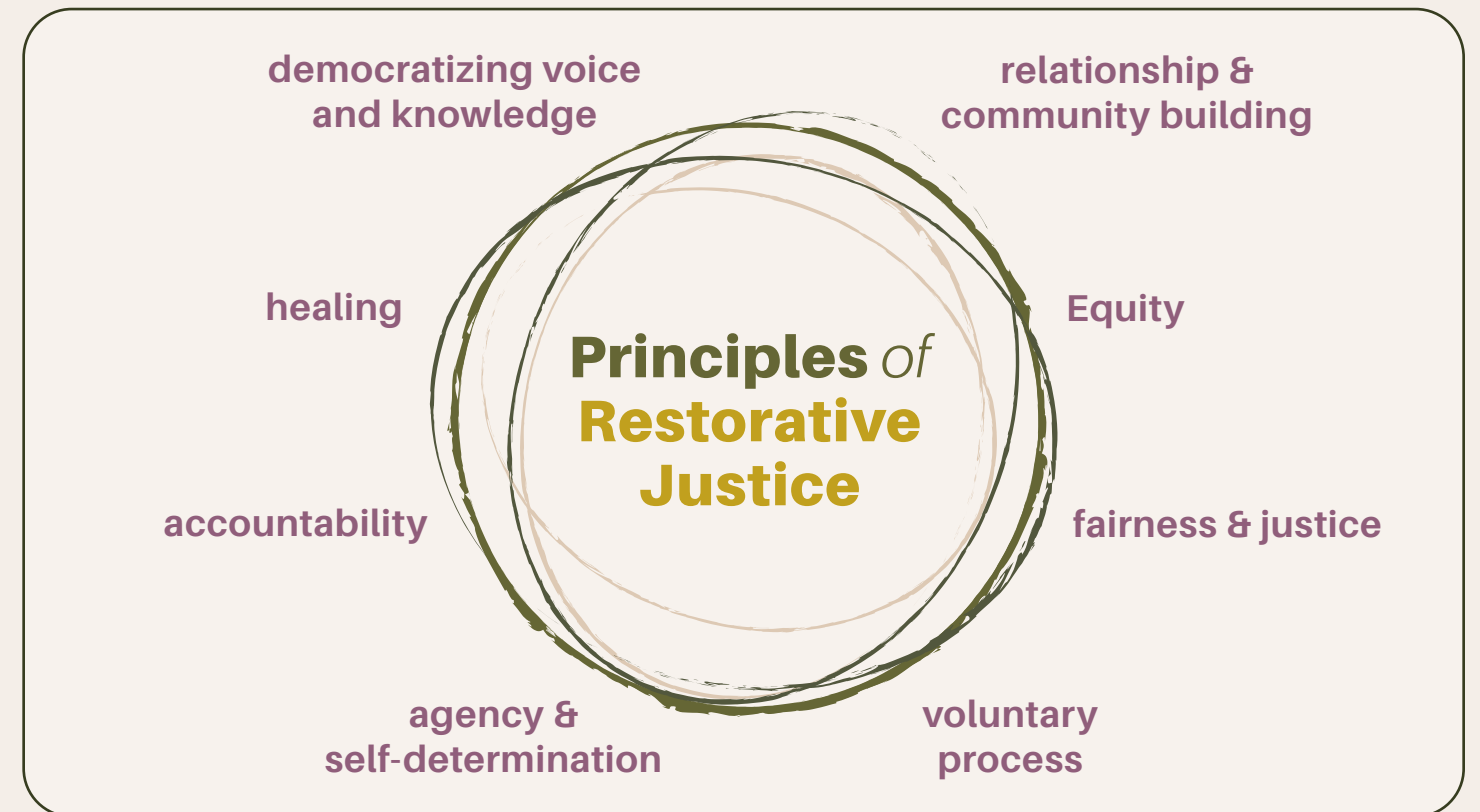 democratizing voice
and knowledge
relationship &
community building
healing
Equity
Principles of
Restorative
Justice
accountability
fairness & justice
agency &
self-determination
voluntary
process